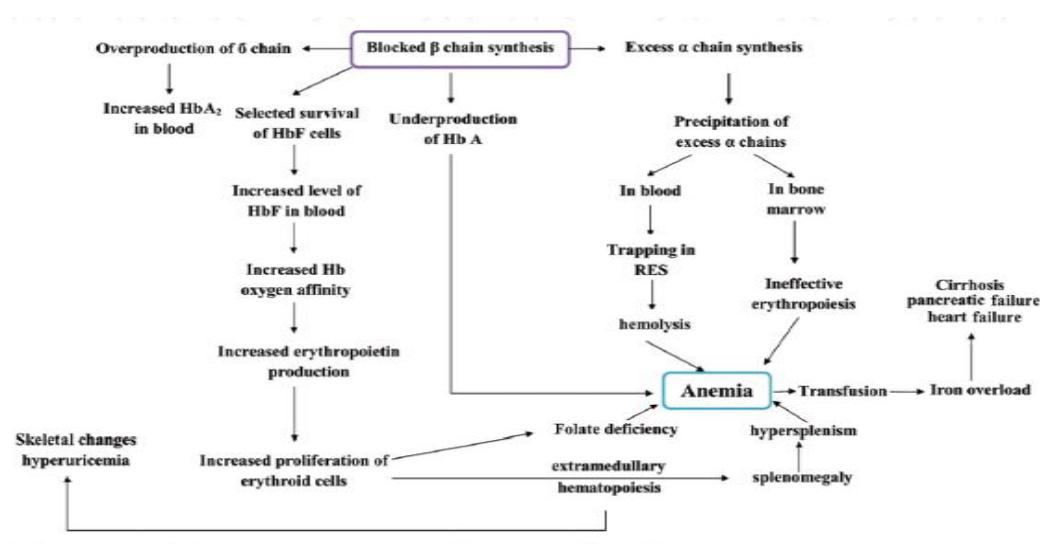 Overproduction of δ chain
Blocked β chain synthesis
Excess α chain synthesis
Increased HbA₂
in blood
Selected survival
of HbF cells
Underproduction
of Hb A
Precipitation of
excess α chains
Increased level of
HbF in blood
In blood
In bone
marrow
Trapping in
RES
Increased Hb
oxygen affinity
Ineffective
erythropoiesis
Cirrhosis
pancreatic failure
heart failure
hemolysis
Increased erythropoietin
production
Anemia
Transfusion
Iron overload
Folate deficiency
hypersplenism
Skeletal changes
hyperuricemia
Increased proliferation of
erythroid cells
extramedullary
hematopoiesis
splenomegaly